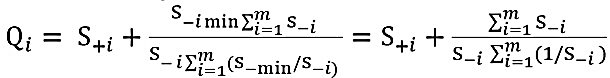 Qᵢ = S₊ᵢ + (S₋ᵢ min ∑ᵢ₌₁ᵐ s₋ᵢ) / (S₋ᵢ ∑ᵢ₌₁ᵐ (S₋min/S₋ᵢ)) = S₊ᵢ + (∑ᵢ₌₁ᵐ S₋ᵢ) / (S₋ᵢ ∑ᵢ₌₁ᵐ (1/S₋ᵢ))